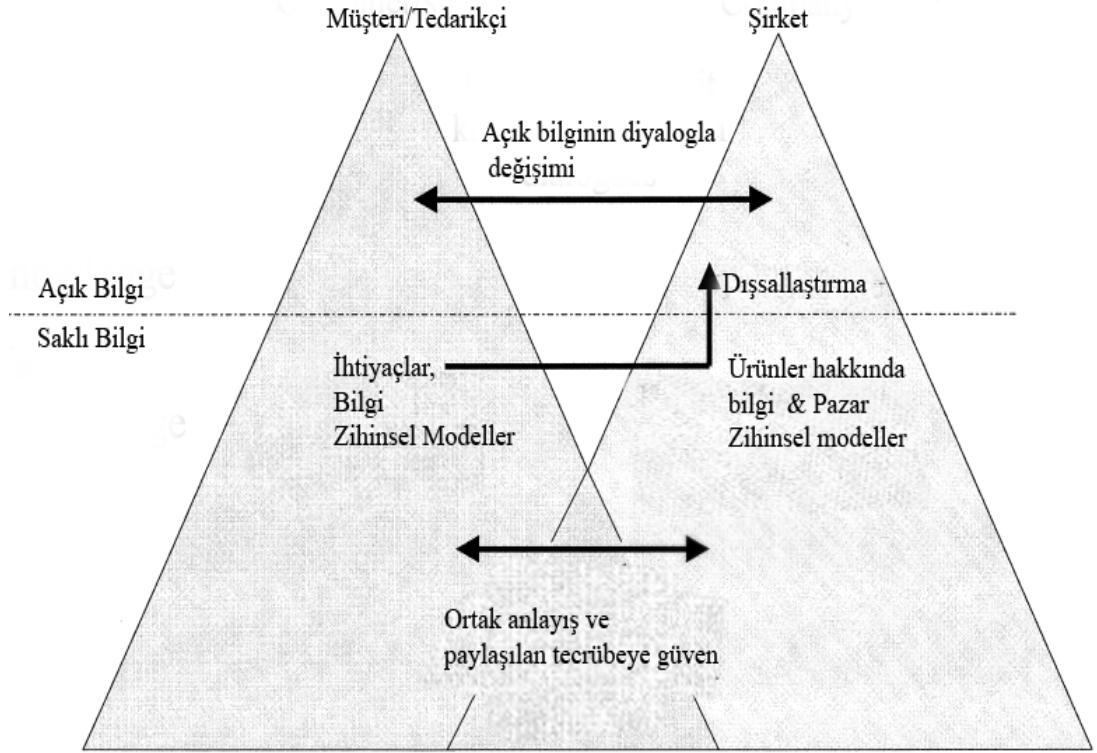 Müşteri/Tedarikçi
Şirket
Açık bilginin diyalogla
değişimi
Açık Bilgi
Dışsallaştırma
Saklı Bilgi
İhtiyaçlar,
Bilgi
Zihinsel Modeller
Ürünler hakkında
bilgi & Pazar
Zihinsel modeller
Ortak anlayış ve
paylaşılan tecrübeye güven